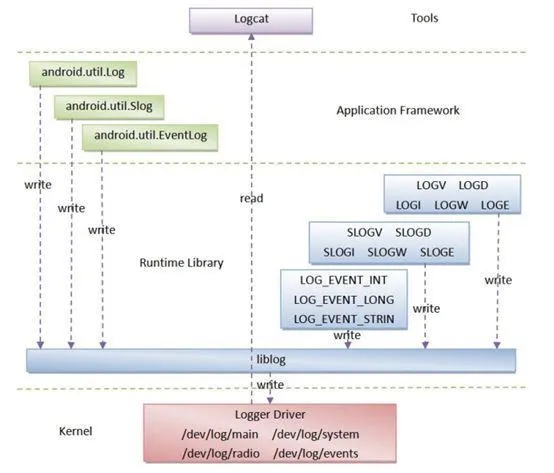 Logcat
Tools
android.util.Log
android.util.Slog
android.util.EventLog
Application Framework
write
write
write
read
Runtime Library
LOGV LOGD
LOGI LOGW LOGE
SLOGV SLOGD
SLOGI SLOGW SLOGE
LOG_EVENT_INT
LOG_EVENT_LONG
LOG_EVENT_STRIN
write
write
write
liblog
write
Kernel
Logger Driver
/dev/log/main /dev/log/system
/dev/log/radio /dev/log/events